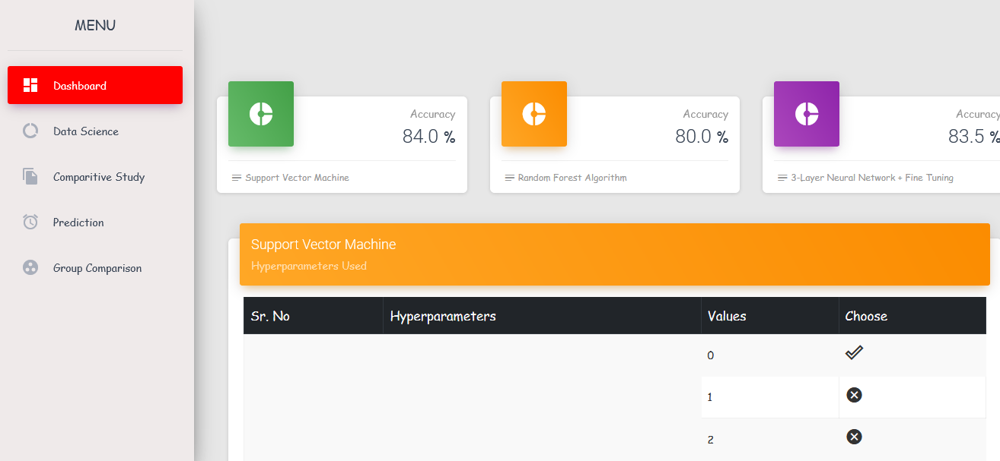 MENU
Dashboard
Data Science
Comparitive Study
Prediction
Group Comparison
Accuracy
84.0 %
Support Vector Machine
Accuracy
80.0 %
Random Forest Algorithm
Accuracy
83.5 %
3-Layer Neural Network + Fine Tuning
Support Vector Machine
Hyperparameters Used
Sr. No Hyperparameters Values Choose
0
1
2